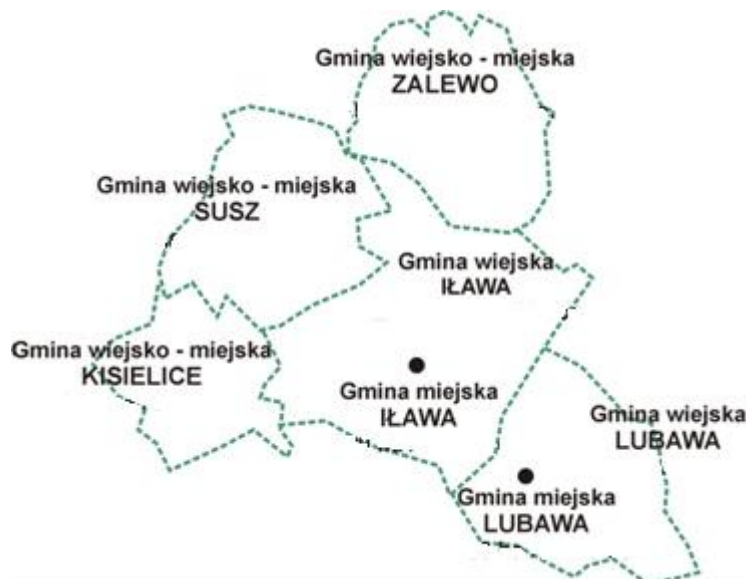 Gmina wiejsko - miejska
ZALEWO
Gmina wiejsko - miejska
SUSZ
Gmina wiejska
IŁAWA
Gmina wiejsko - miejska
KISIELICE
Gmina miejska
IŁAWA
Gmina wiejska
LUBAWA
Gmina miejska
LUBAWA